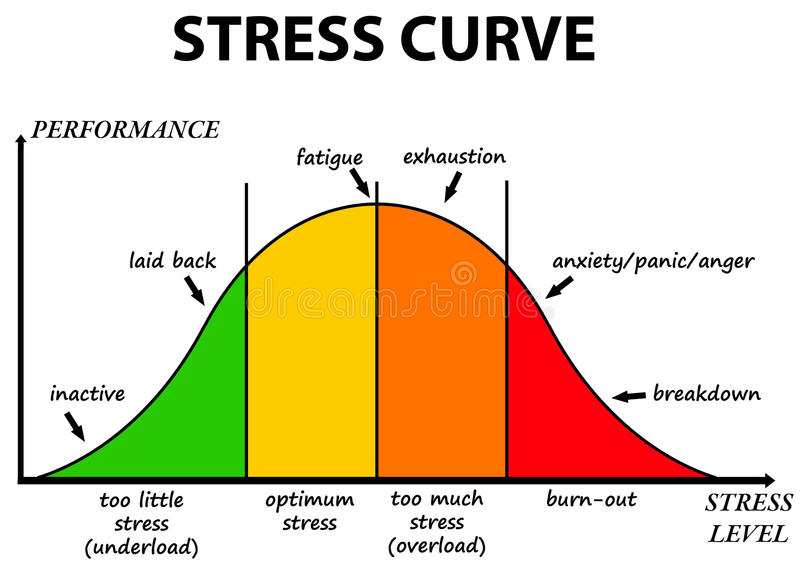 STRESS CURVE
PERFORMANCE
fatigue
exhaustion
laid back
anxiety/panic/anger
dreamstime
inactive
breakdown
too little
stress
(underload)
optimum
stress
too much
stress
(overload)
burn-out
STRESS
LEVEL